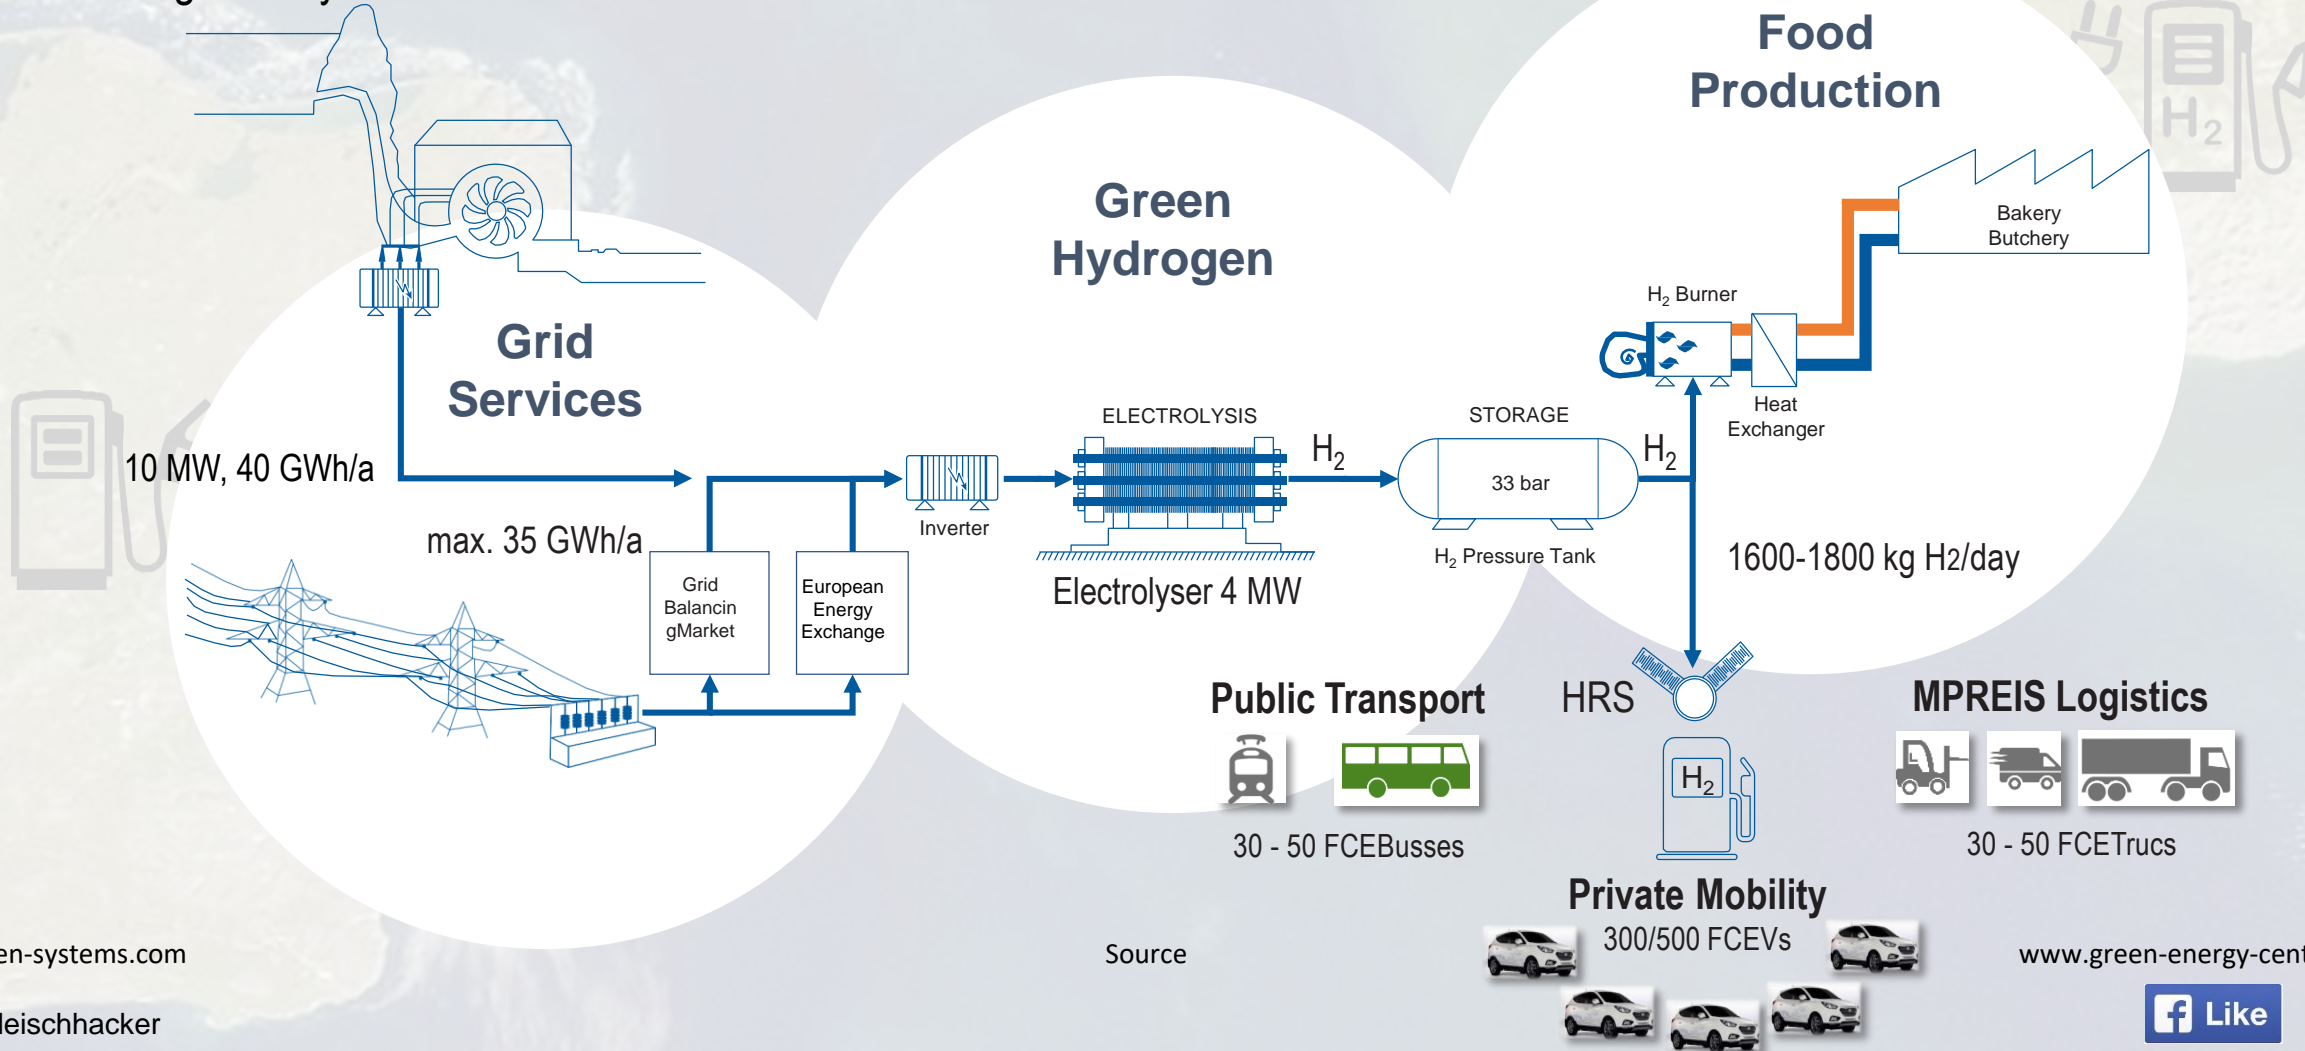 Food
Production
H2
Green
Hydrogen
Bakery
Butchery
H2 Burner
Grid
Services
Heat
Exchanger
ELECTROLYSIS
STORAGE
H2
H2
10 MW, 40 GWh/a
33 bar
Inverter
max. 35 GWh/a
H2 Pressure Tank
1600-1800 kg H2/day
Grid
Balancin
gMarket
European
Energy
Exchange
Electrolyser 4 MW
Public Transport
HRS
MPREIS Logistics
H2
30 - 50 FCEBusses
30 - 50 FCETrucs
Private Mobility
300/500 FCEVs
en-systems.com
Source
www.green-energy-cent
leischhacker
f Like